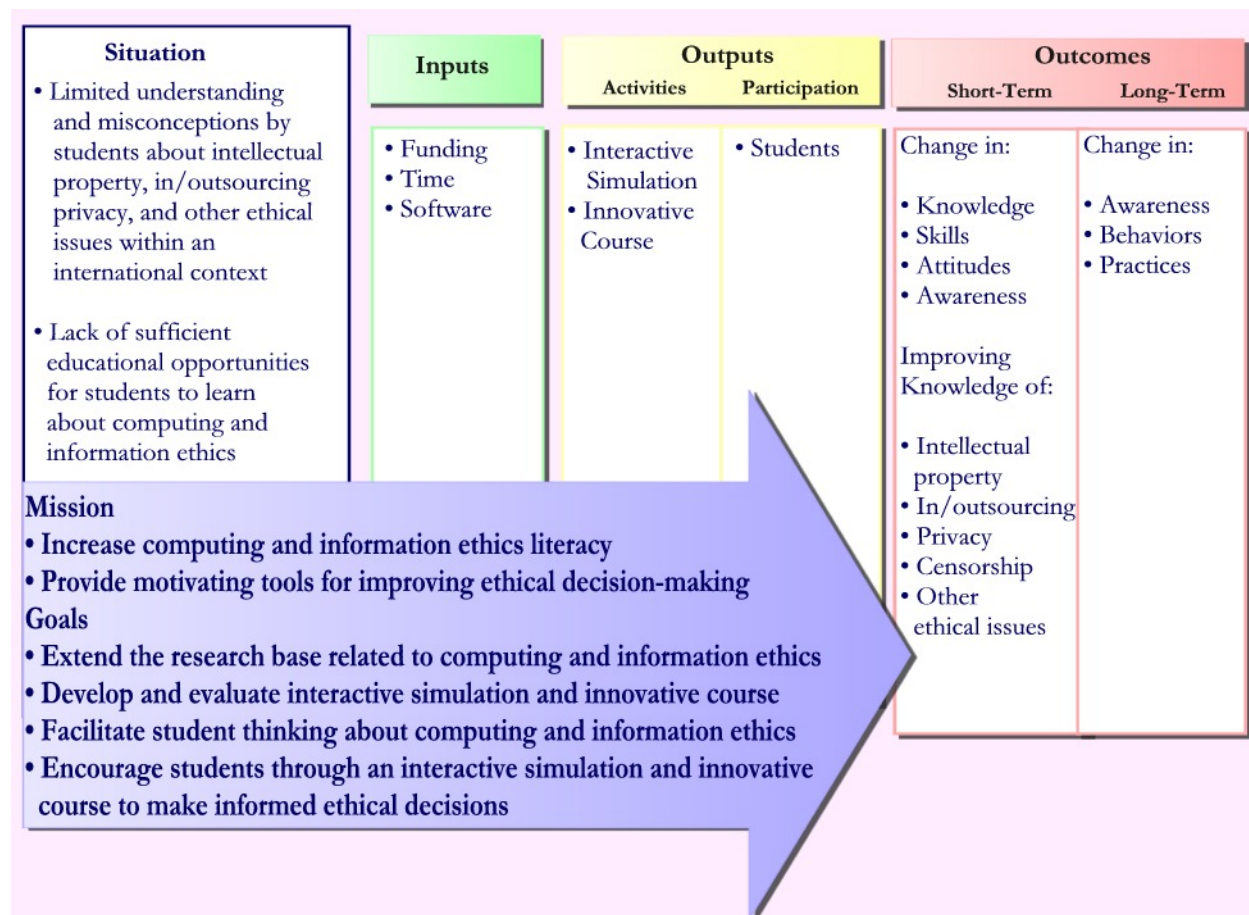 Situation
• Limited understanding
and misconceptions by
students about intellectual
property, in/outsourcing
privacy, and other ethical
issues within an
international context
• Lack of sufficient
educational opportunities
for students to learn
about computing and
information ethics
Inputs
• Funding
• Time
• Software
Outputs
Activities
Participation
• Interactive
Simulation
• Innovative
Course
• Students
Outcomes
Short-Term
Long-Term
Change in:
• Knowledge
• Skills
• Attitudes
• Awareness
Improving
Knowledge of:
• Intellectual
property
• In/outsourcing
• Privacy
• Censorship
• Other
ethical issues
Change in:
• Awareness
• Behaviors
• Practices
Mission
• Increase computing and information ethics literacy
• Provide motivating tools for improving ethical decision-making
Goals
• Extend the research base related to computing and information ethics
• Develop and evaluate interactive simulation and innovative course
• Facilitate student thinking about computing and information ethics
• Encourage students through an interactive simulation and innovative
course to make informed ethical decisions